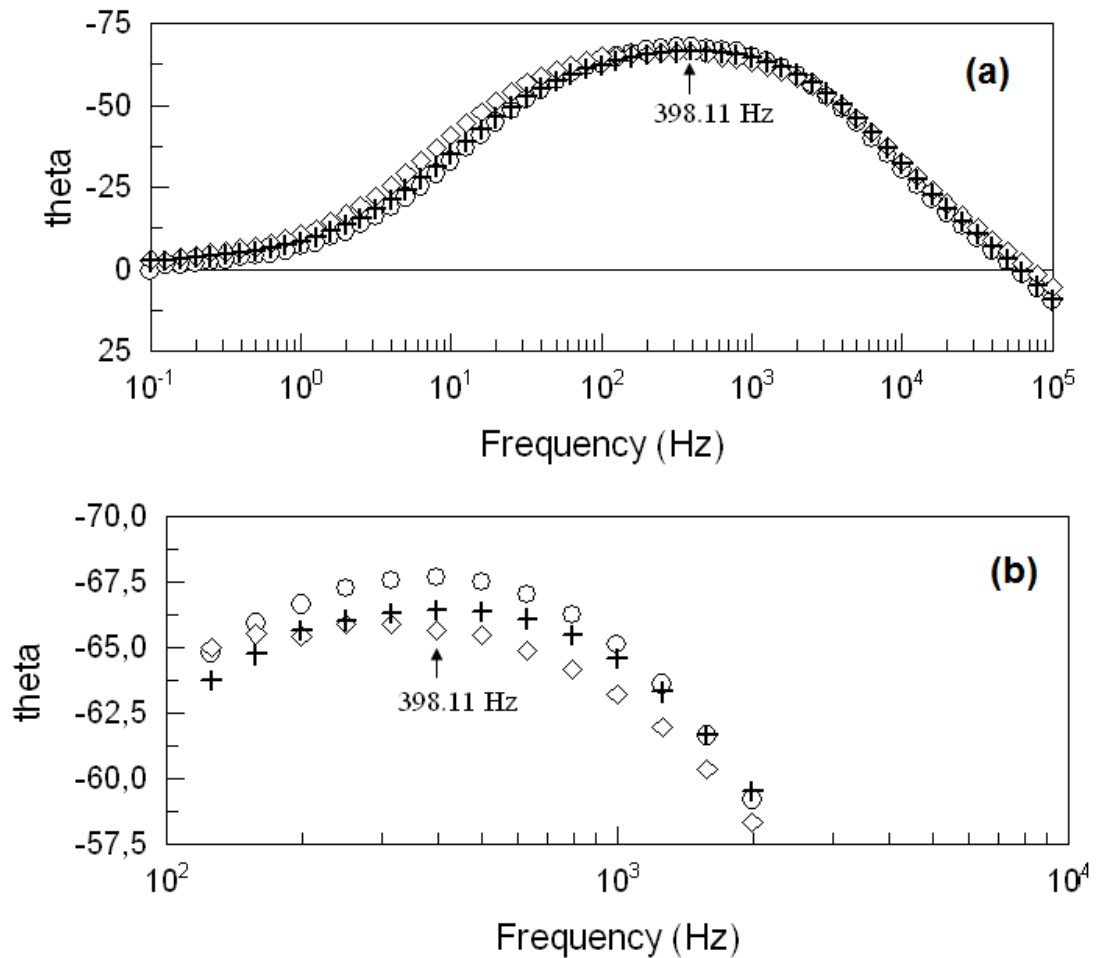 -75
(a)
-50
398.11 Hz
theta
-25
0
25
10-1 100 101 102 103 104 105
Frequency (Hz)
-70,0
(b)
-67,5
-65,0
398.11 Hz
theta
-62,5
-60,0
-57,5
102 103 104
Frequency (Hz)